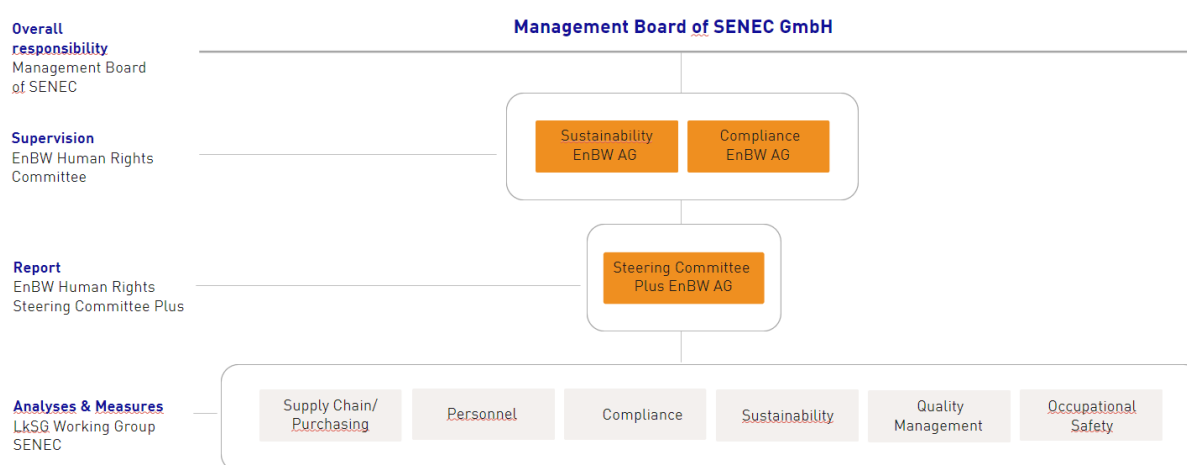 Overall
responsibility
Management Board
of SENEC
Management Board of SENEC GmbH
Supervision
EnBW Human Rights
Committee
Sustainability
EnBW AG
Compliance
EnBW AG
Report
EnBW Human Rights
Steering Committee Plus
Steering Committee
Plus EnBW AG
Analyses & Measures
LkSG Working Group
SENEC
Supply Chain/
Purchasing
Personnel
Compliance
Sustainability
Quality
Management
Occupational
Safety